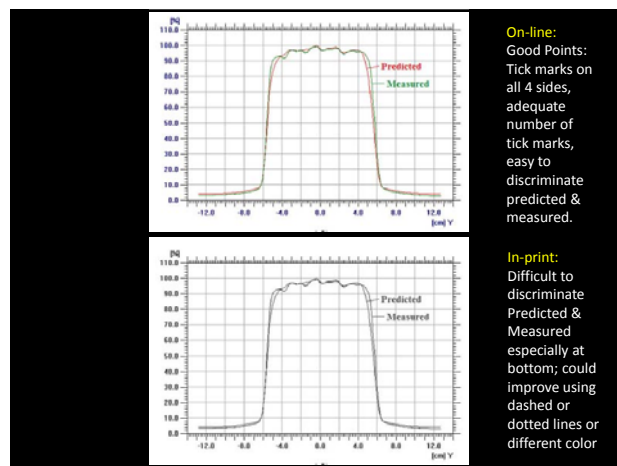 [%]
110.0
100.0
90.0
80.0
70.0
60.0
50.0
40.0
30.0
20.0
10.0
0.0
Predicted
Measured
-12.0 -8.0 -4.0 0.0 4.0 8.0 12.0
[cm] Y
On-line:
Good Points:
Tick marks on
all 4 sides,
adequate
number of
tick marks,
easy to
discriminate
predicted &
measured.
[%]
110.0
100.0
90.0
80.0
70.0
60.0
50.0
40.0
30.0
20.0
10.0
0.0
Predicted
Measured
-12.0 -8.0 -4.0 0.0 4.0 8.0 12.0
[cm] Y
In-print:
Difficult to
discriminate
Predicted &
Measured
especially at
bottom; could
improve using
dashed or
dotted lines or
different color